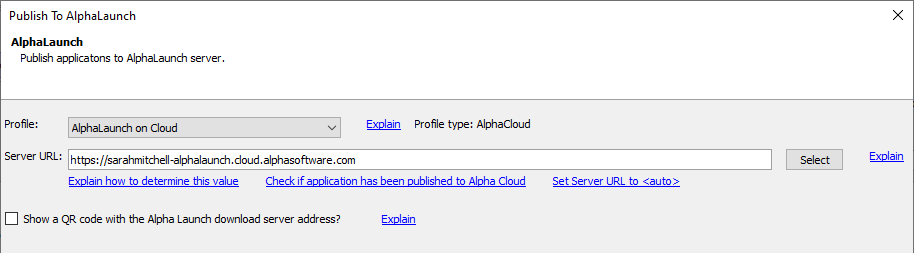 Publish To AlphaLaunch
AlphaLaunch
Publish applicatons to AlphaLaunch server.
Profile: AlphaLaunch on Cloud Explain Profile type: AlphaCloud
Server URL: https://sarahmitchell-alphalaunch.cloud.alphasoftware.com Select Explain
Explain how to determine this value Check if application has been published to Alpha Cloud Set Server URL to <auto>
Show a QR code with the Alpha Launch download server address? Explain